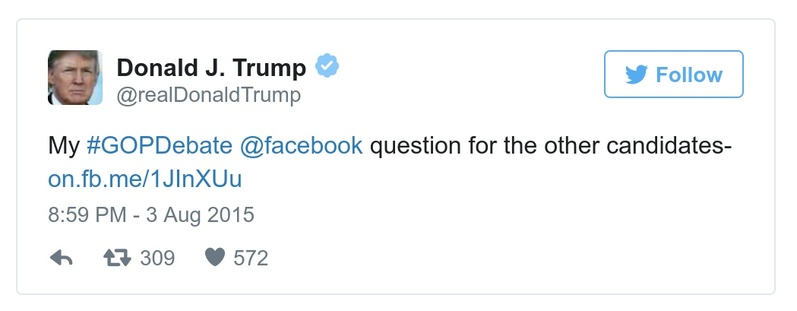 Donald J. Trump
@realDonaldTrump
Follow
My #GOPDebate @facebook question for the other candidates-
on.fb.me/1JInXUu
8:59 PM - 3 Aug 2015
309 572